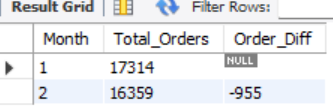 Result Grid Filter Rows:
Month Total_Orders Order_Diff
1 17314 NULL
2 16359 -955